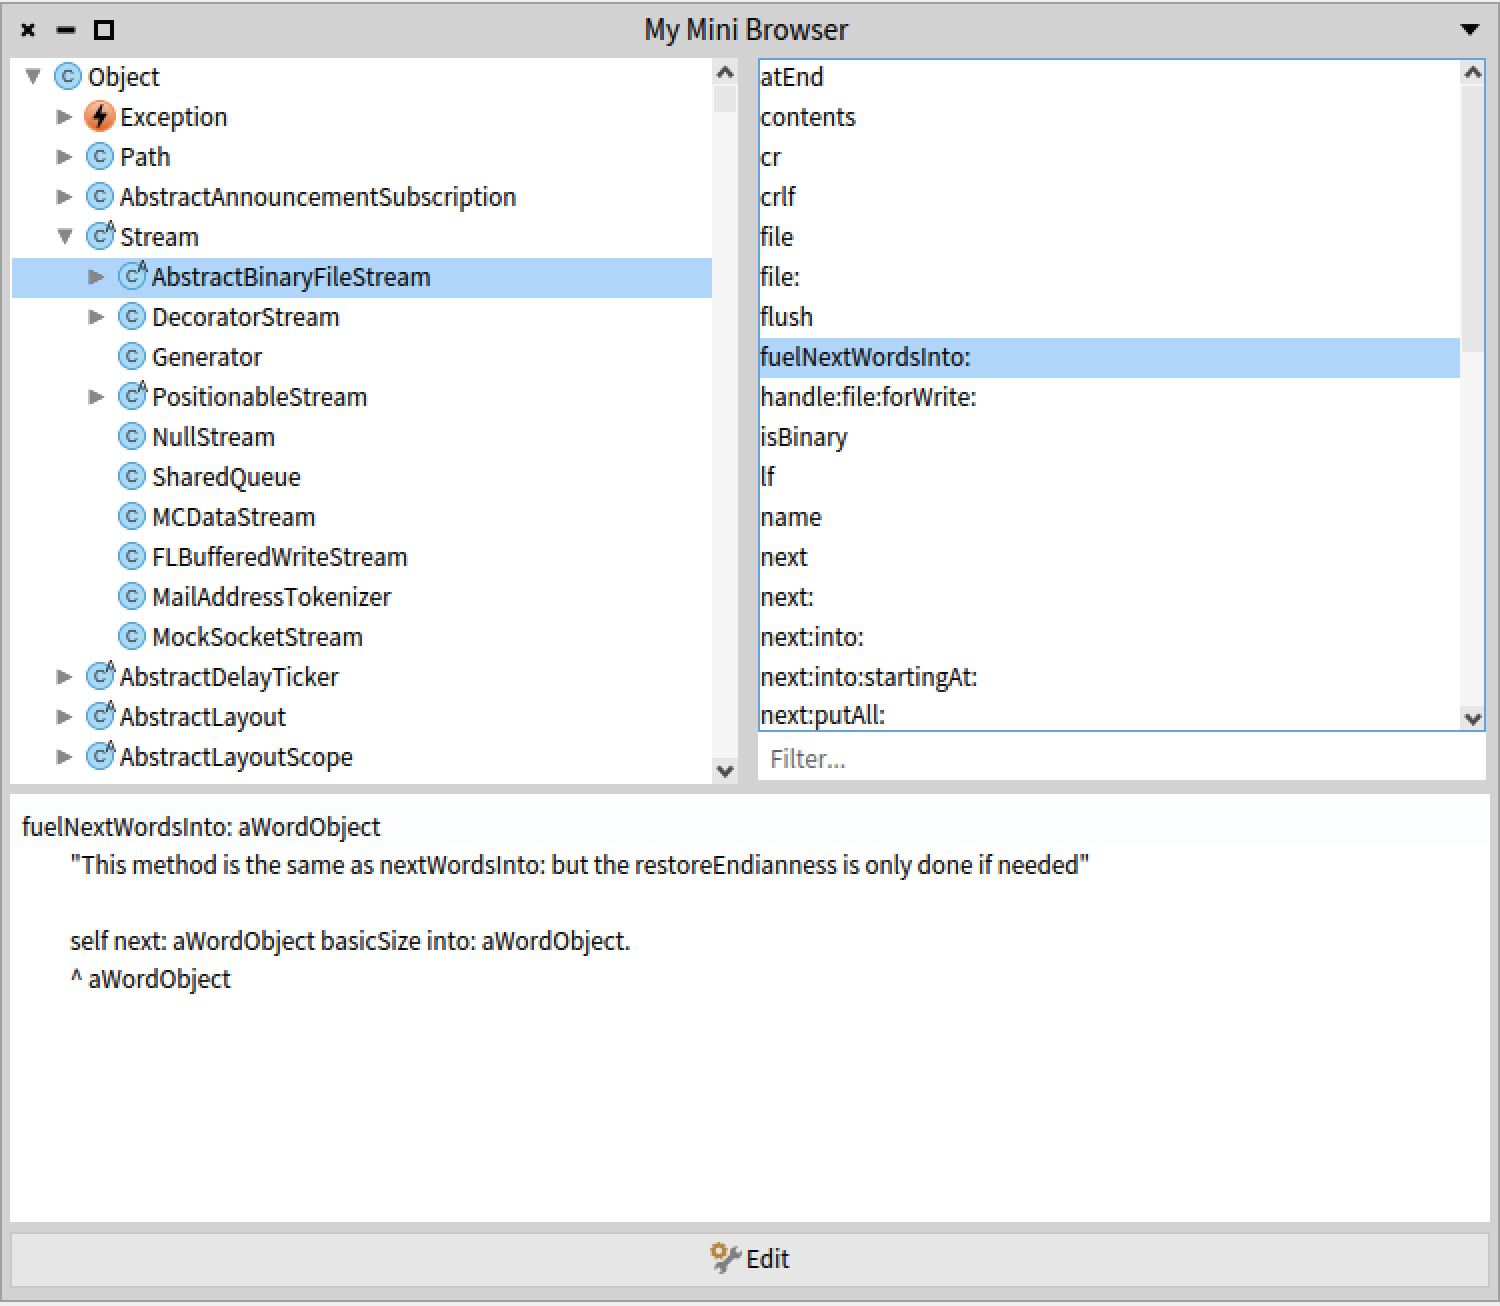 My Mini Browser
Object
Exception
Path
AbstractAnnouncementSubscription
Stream
AbstractBinaryFileStream
DecoratorStream
Generator
PositionableStream
NullStream
SharedQueue
MCDataStream
FLBufferedWriteStream
MailAddressTokenizer
MockSocketStream
AbstractDelayTicker
AbstractLayout
AbstractLayoutScope
atEnd
contents
cr
crlf
file
file:
flush
fuelNextWordsInto:
handle:file:forWrite:
isBinary
lf
name
next
next:
next:into:
next:into:startingAt:
next:putAll:
Filter...
fuelNextWordsInto: aWordObject
"This method is the same as nextWordsInto: but the restoreEndianness is only done if needed"
self next: aWordObject basicSize into: aWordObject.
^ aWordObject
Edit